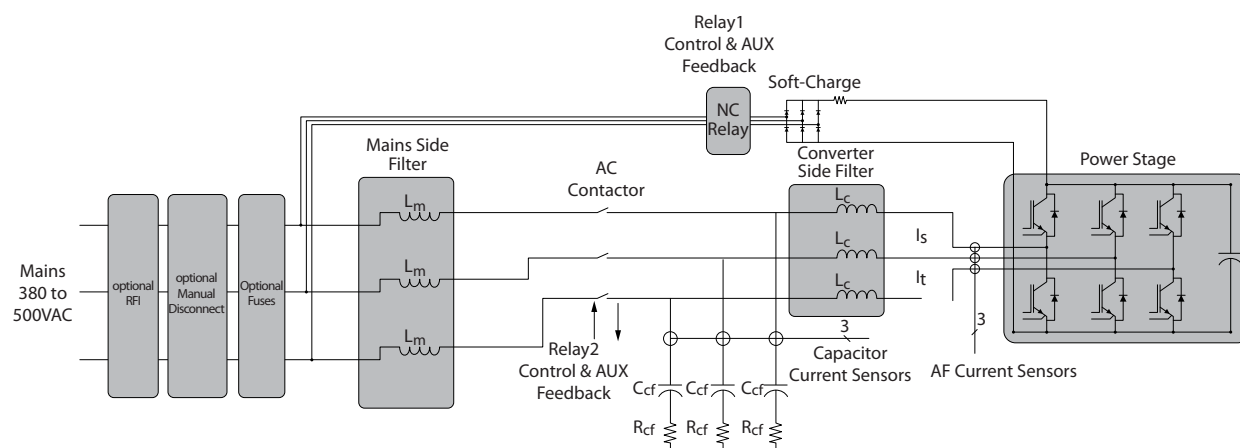 Relay1
Control & AUX
Feedback
Soft-Charge
NC
Relay
Mains Side
Filter
AC
Contactor
Converter
Side Filter
Power Stage
Lm
Lm
Lm
Lc
Lc
Lc
Is
It
Mains
380 to
500VAC
optional
RFI
optional
Manual
Disconnect
Optional
Fuses
Relay2
Control & AUX
Feedback
3
Capacitor
Current Sensors
3
AF Current Sensors
Ccf
Ccf
Ccf
Rcf
Rcf
Rcf